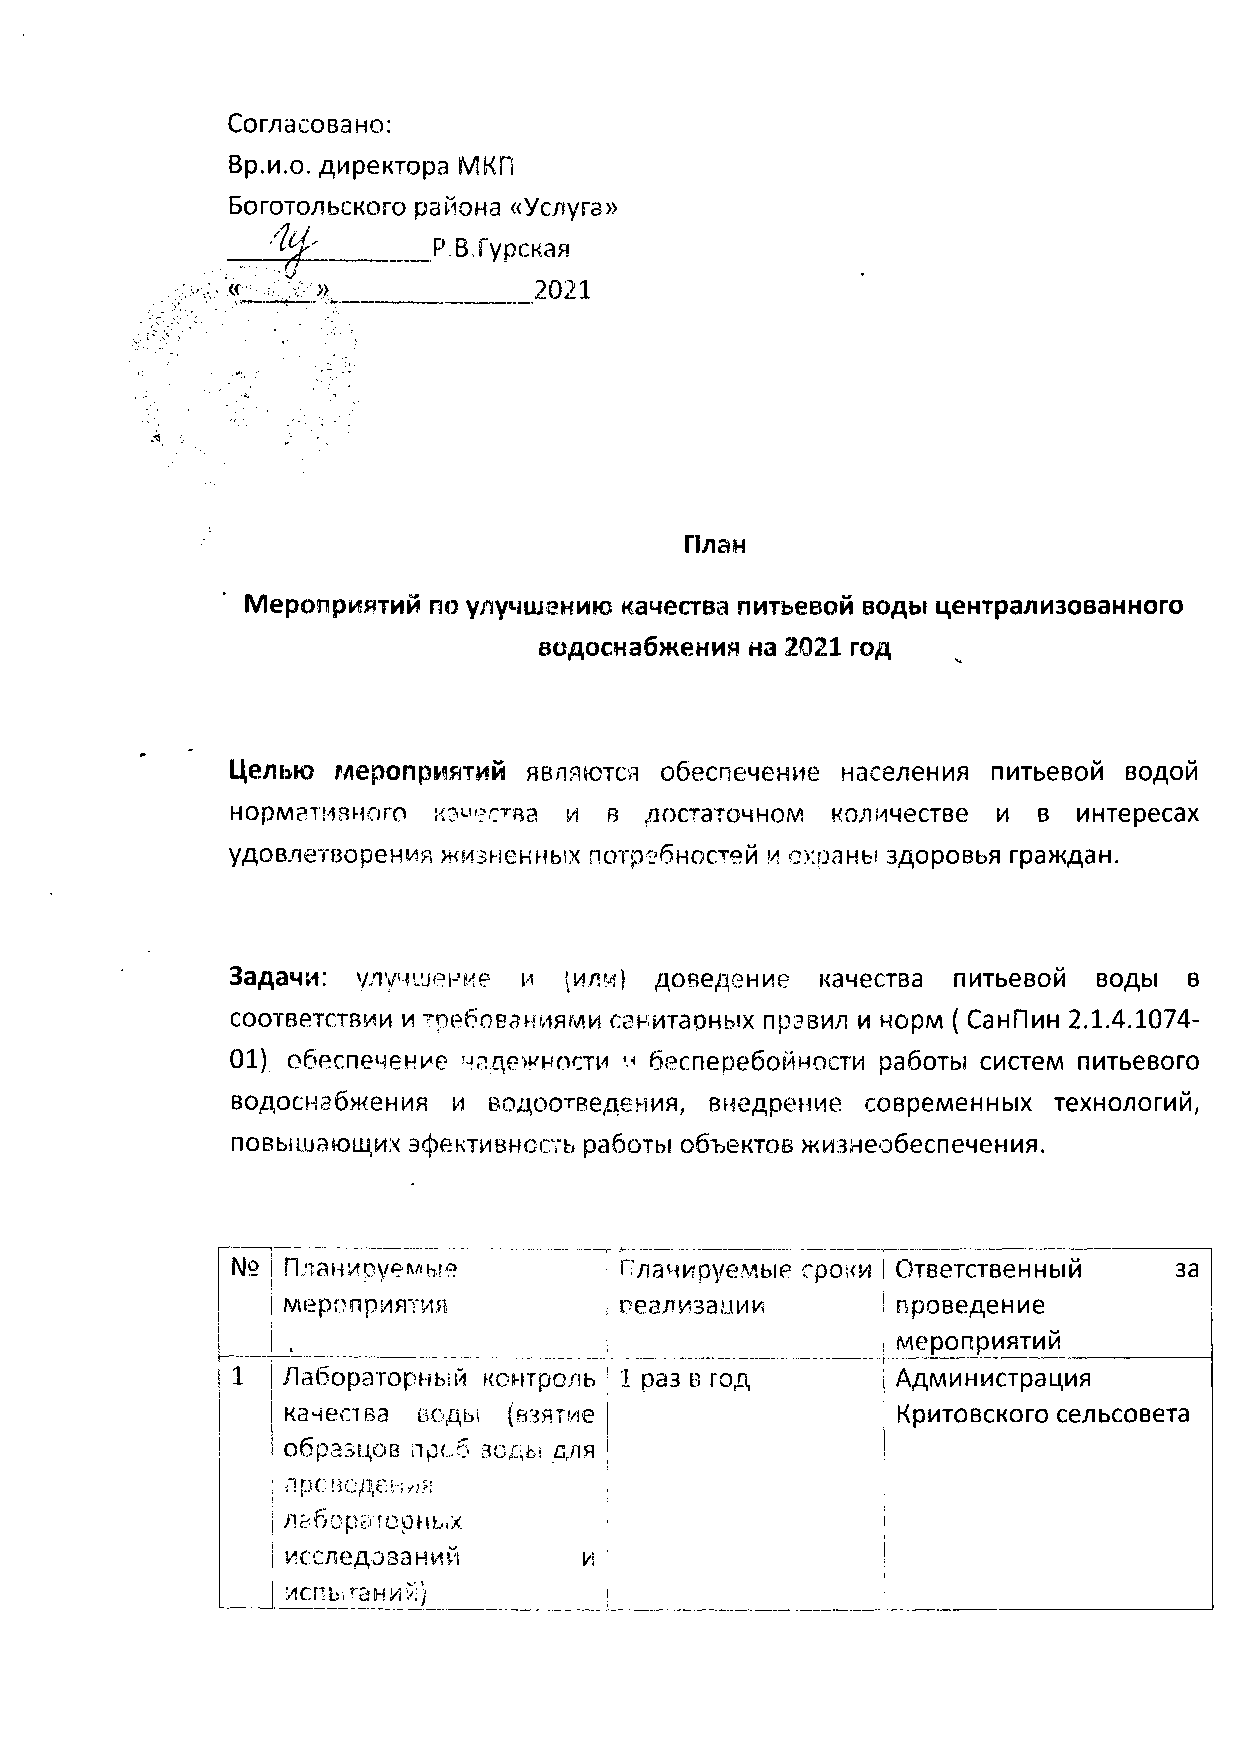 Согласовано:
Вр.и.о. директора МКП
Боготольского района «Услуга»
____________Р.В.Гурская
«_____»____________2021
План
Мероприятий по улучшению качества питьевой воды централизованного
водоснабжения на 2021 год
Целью мероприятий являются обеспечение населения питьевой водой
нормативного качества и в достаточном количестве и в интересах
удовлетворения жизненных потребностей и охраны здоровья граждан.
Задачи: улучшение и (или) доведение качества питьевой воды в
соответствии и требованиями санитарных правил и норм ( СанПин 2.1.4.1074-
01) обеспечение надежности и бесперебойности работы систем питьевого
водоснабжения и водоотведения, внедрение современных технологий,
повышающих эфективность работы объектов жизнеобеспечения.
№ Планируемые Планируемые сроки Ответственный за
мероприятия реализации проведение
мероприятий
1 Лабораторный контроль 1 раз в год Администрация
качества воды (взятие Критовского сельсовета
образцов проб воды для
проведения
лабораторных
исследований и
испытаний)